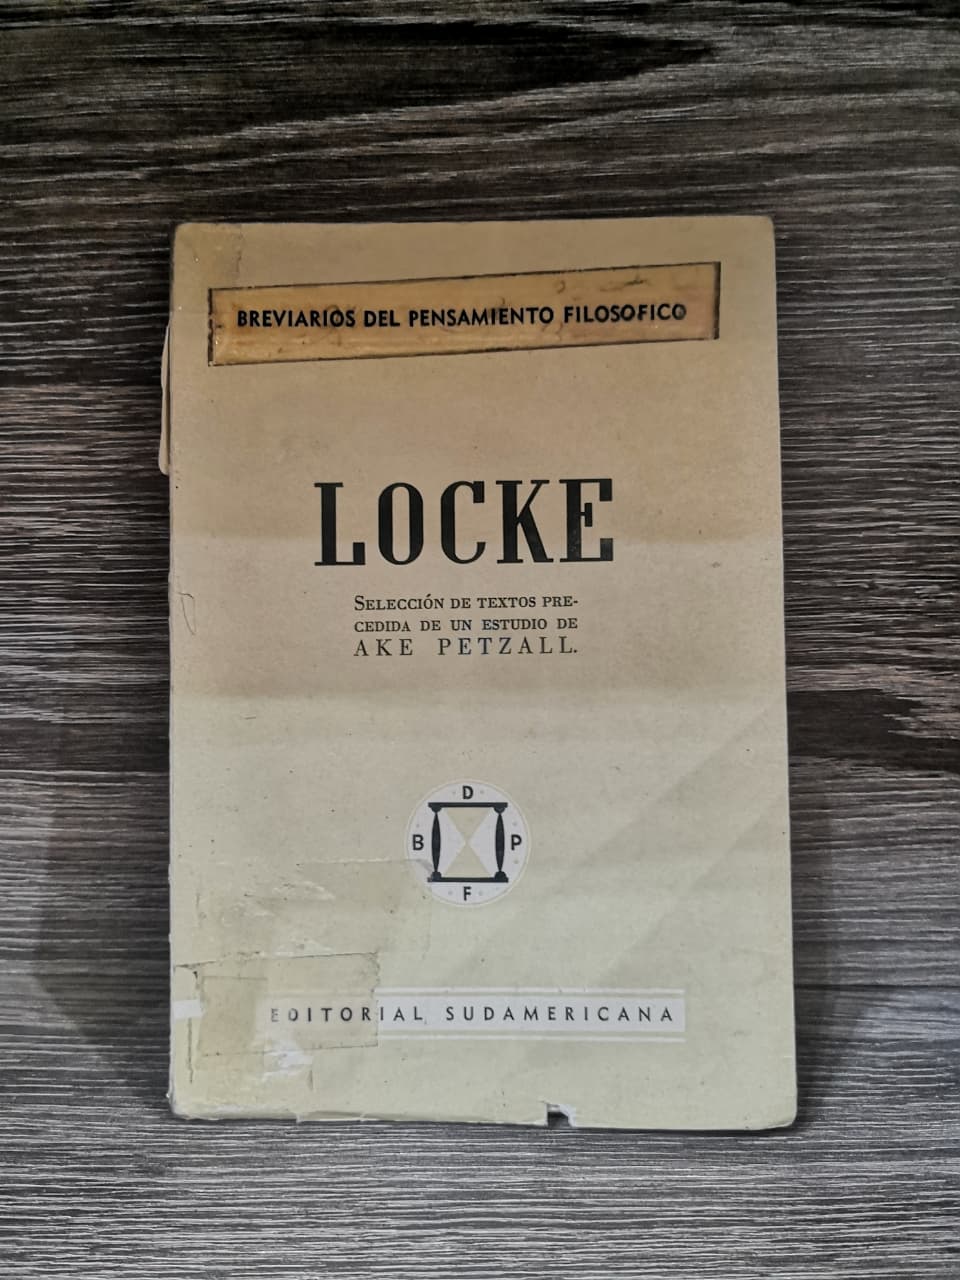 BREVIARIOS DEL PENSAMIENTO FILOSOFICO
LOCKE
SELECCIÓN DE TEXTOS PRE-
CEDIDA DE UN ESTUDIO DE
AKE PETZALL.
D
B P
F
EDITORIAL SUDAMERICANA